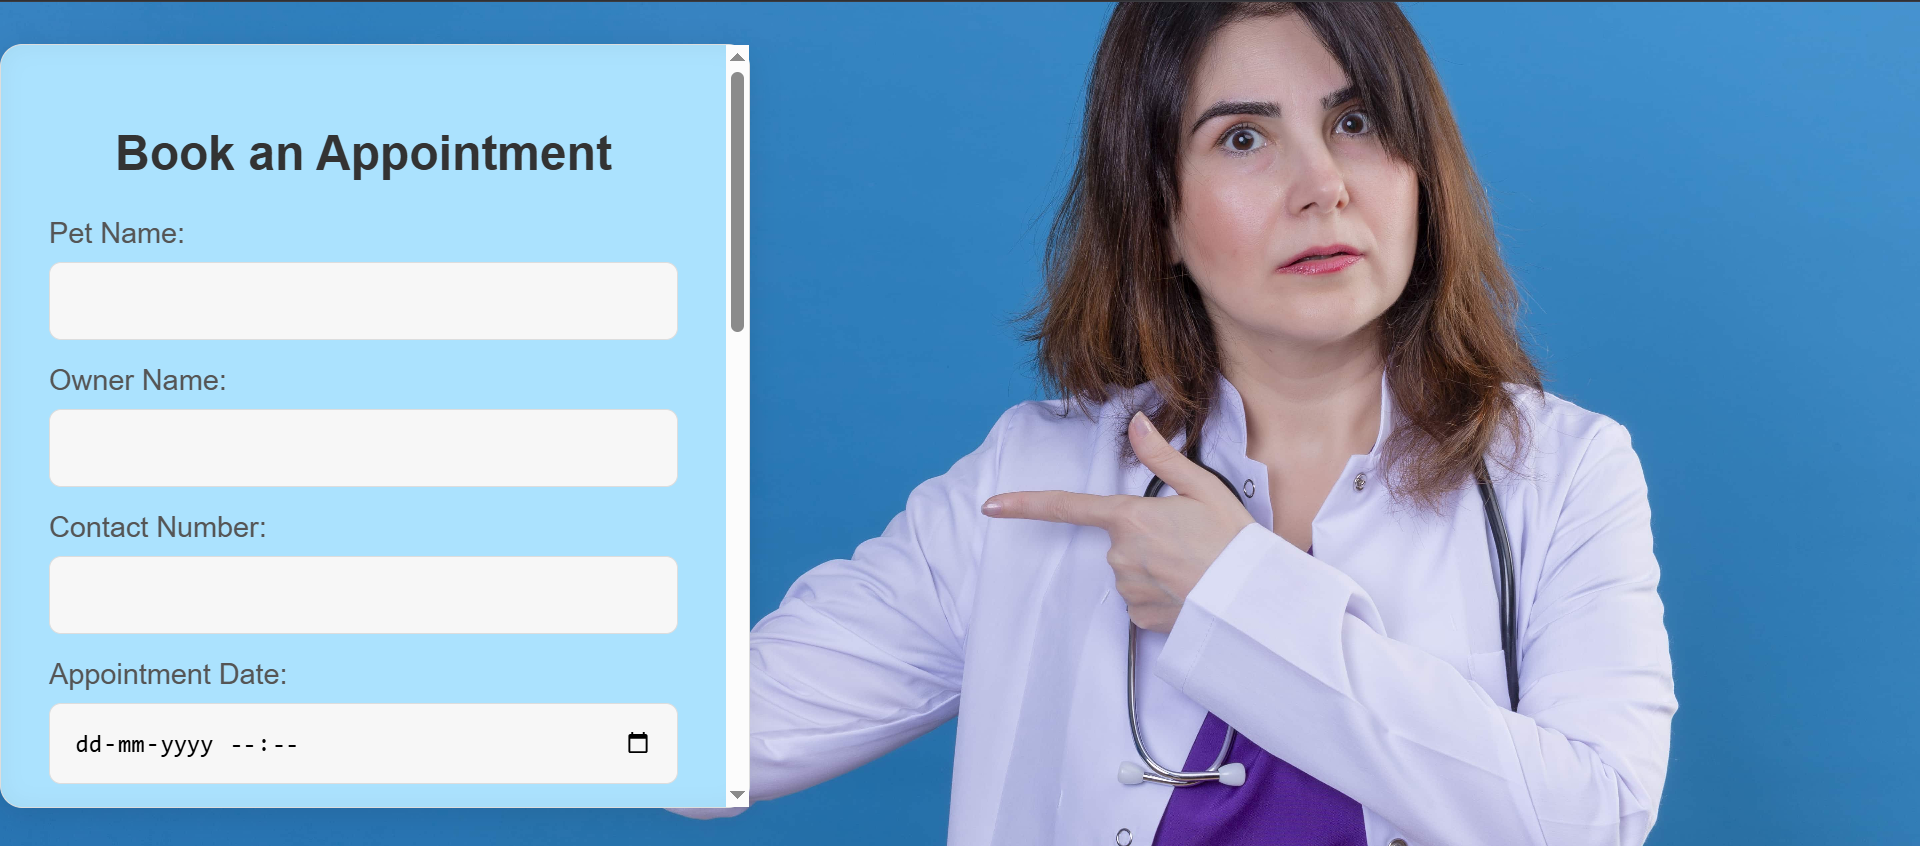 Book an Appointment
Pet Name:
Owner Name:
Contact Number:
Appointment Date:
dd-mm-yyyy --:--